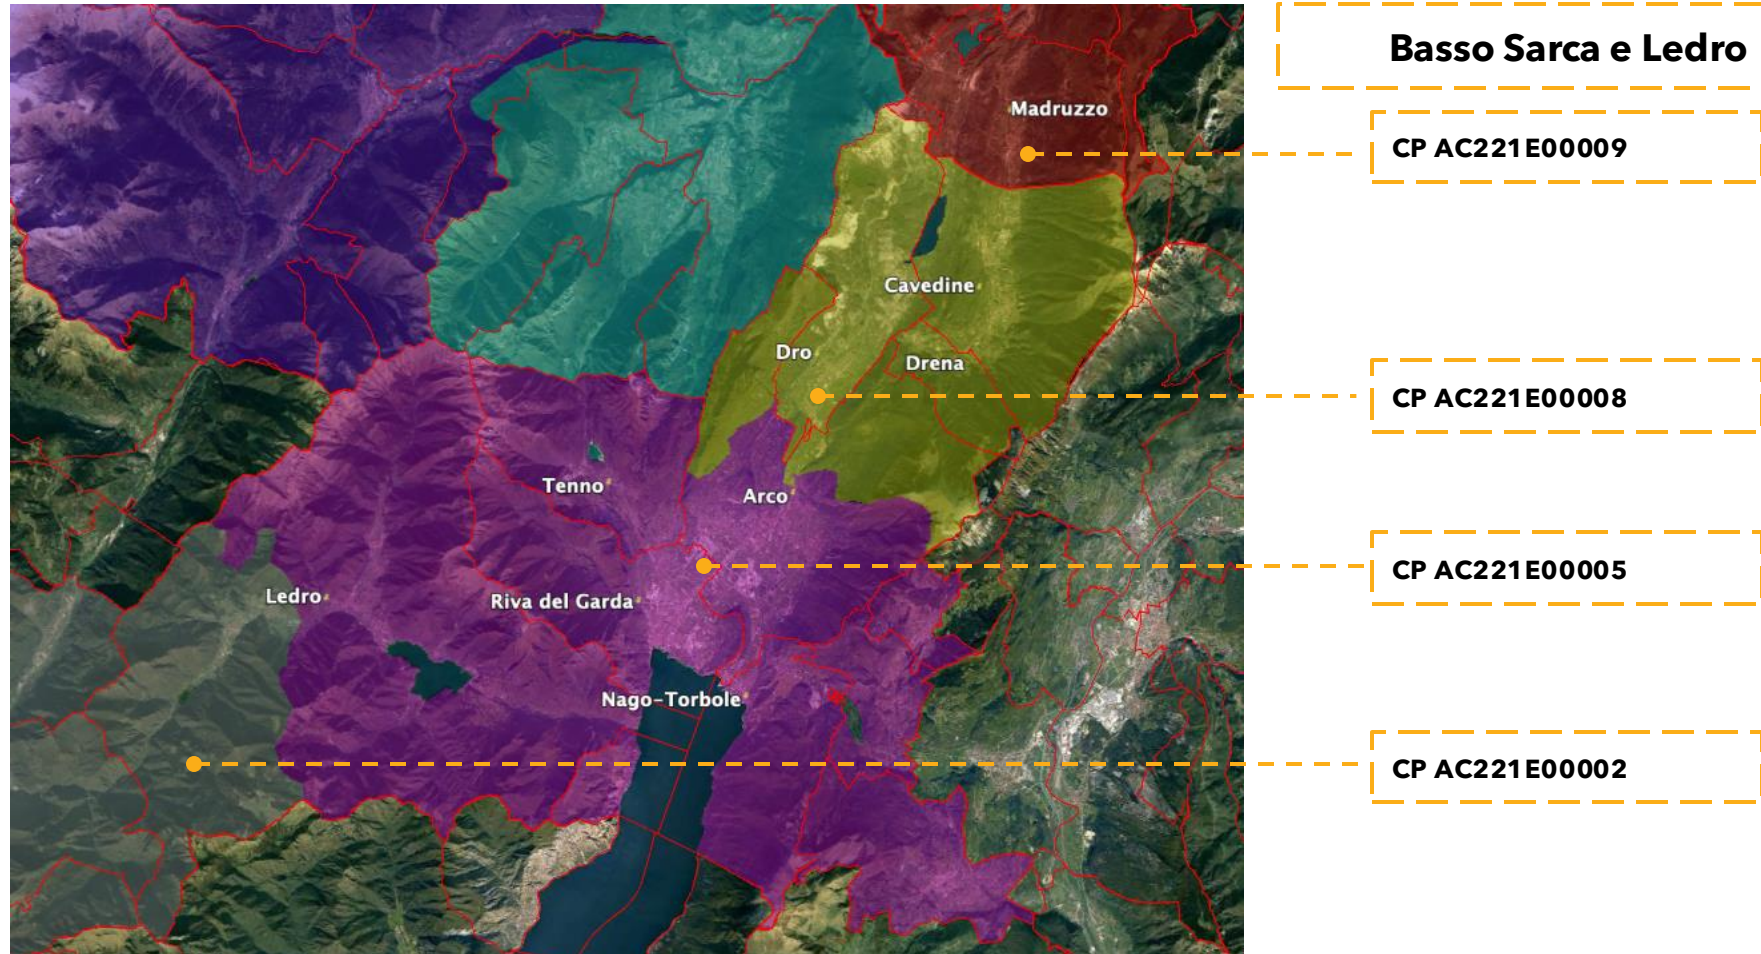 Basso Sarca e Ledro
Madruzzo
CP AC221E00009
Cavedine
Dro
Drena
CP AC221E00008
Tenno
Arco
CP AC221E00005
Ledro
Riva del Garda
Nago-Torbole
CP AC221E00002